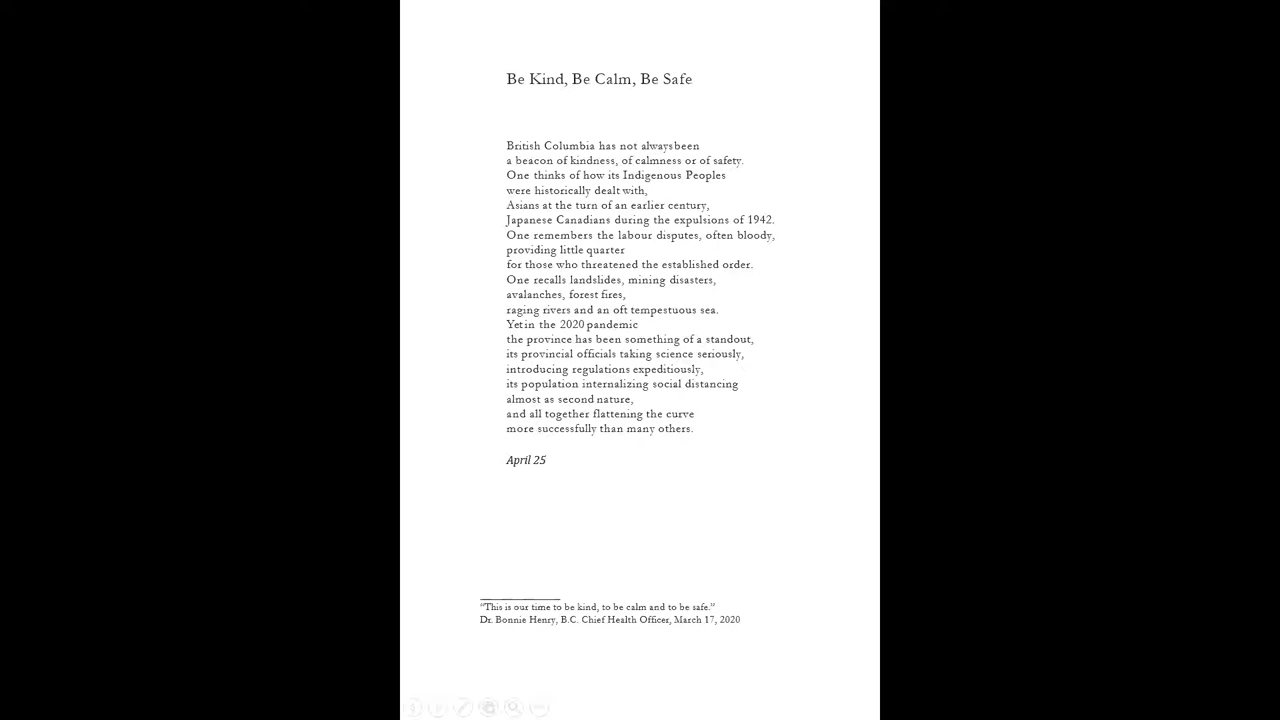 Be Kind, Be Calm, Be Safe
British Columbia has not always been
a beacon of kindness, of calmness or of safety.
One thinks of how its Indigenous Peoples
were historically dealt with,
Asians at the turn of an earlier century,
Japanese Canadians during the expulsions of 1942.
One remembers the labour disputes, often bloody,
providing little quarter
for those who threatened the established order.
One recalls landslides, mining disasters,
avalanches, forest fires,
raging rivers and an oft tempestuous sea.
Yet in the 2020 pandemic
the province has been something of a standout,
its provincial officials taking science seriously,
introducing regulations expeditiously,
its population internalizing social distancing
almost as second nature,
and all together flattening the curve
more successfully than many others.
April 25
“This is our time to be kind, to be calm and to be safe.”
Dr. Bonnie Henry, B.C. Chief Health Officer, March 17, 2020